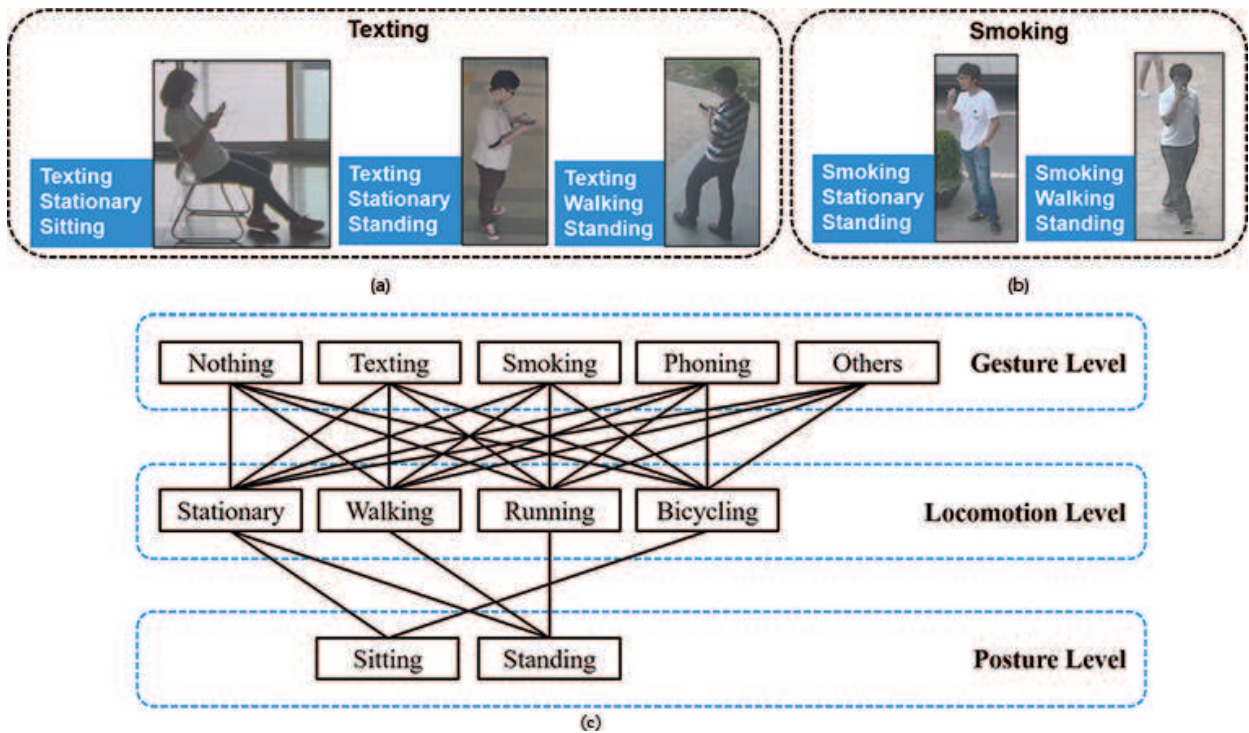 Texting
Smoking
Texting
Stationary
Sitting
Texting
Stationary
Standing
Texting
Walking
Standing
Smoking
Stationary
Standing
Smoking
Walking
Standing
(a)
(b)
Nothing
Texting
Smoking
Phoning
Others
Gesture Level
Stationary
Walking
Running
Bicycling
Locomotion Level
Sitting
Standing
Posture Level
(c)